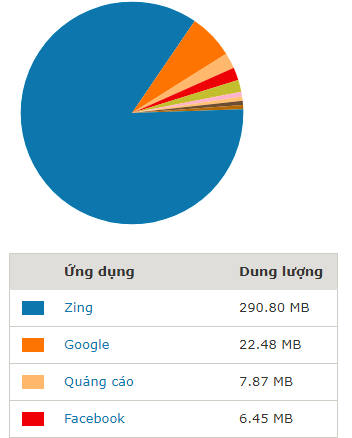 Ứng dụng Dung lượng
Zing 290.80 MB
Google 22.48 MB
Quảng cáo 7.87 MB
Facebook 6.45 MB